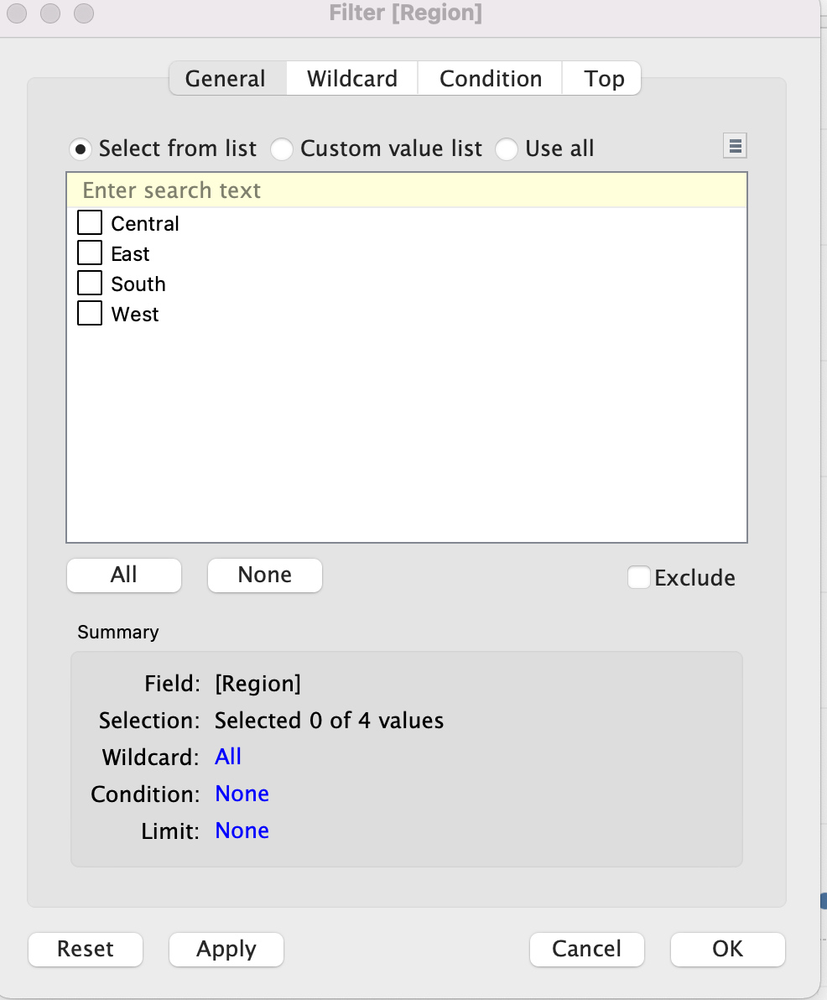 Filter [Region]
General Wildcard Condition Top
Select from list Custom value list Use all
Enter search text
Central
East
South
West
All None Exclude
Summary
Field: [Region]
Selection: Selected 0 of 4 values
Wildcard: All
Condition: None
Limit: None
Reset Apply Cancel OK